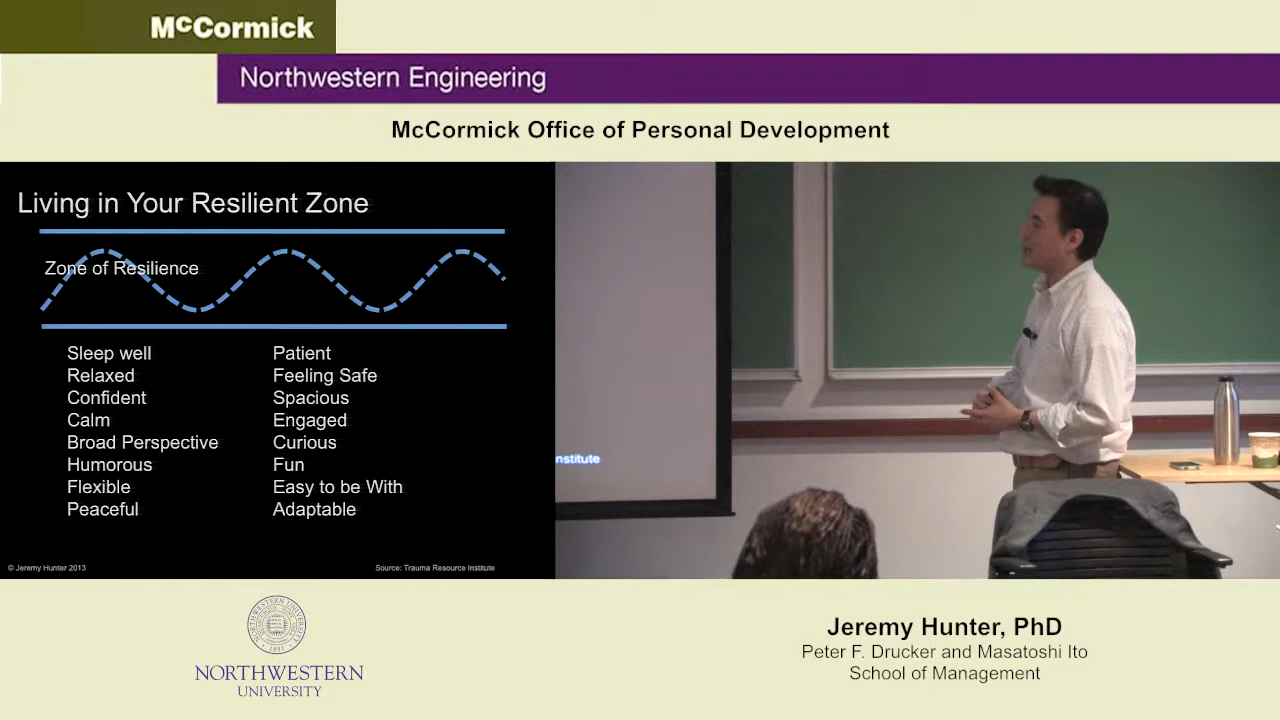 McCormick
Northwestern Engineering
McCormick Office of Personal Development
Living in Your Resilient Zone
Zone of Resilience
Sleep well
Relaxed
Confident
Calm
Broad Perspective
Humorous
Flexible
Peaceful
Patient
Feeling Safe
Spacious
Engaged
Curious
Fun
Easy to be With
Adaptable
© Jeremy Hunter 2013
Source: Trauma Resource Institute
nstitute
NORTHWESTERN
UNIVERSITY
Jeremy Hunter, PhD
Peter F. Drucker and Masatoshi Ito
School of Management